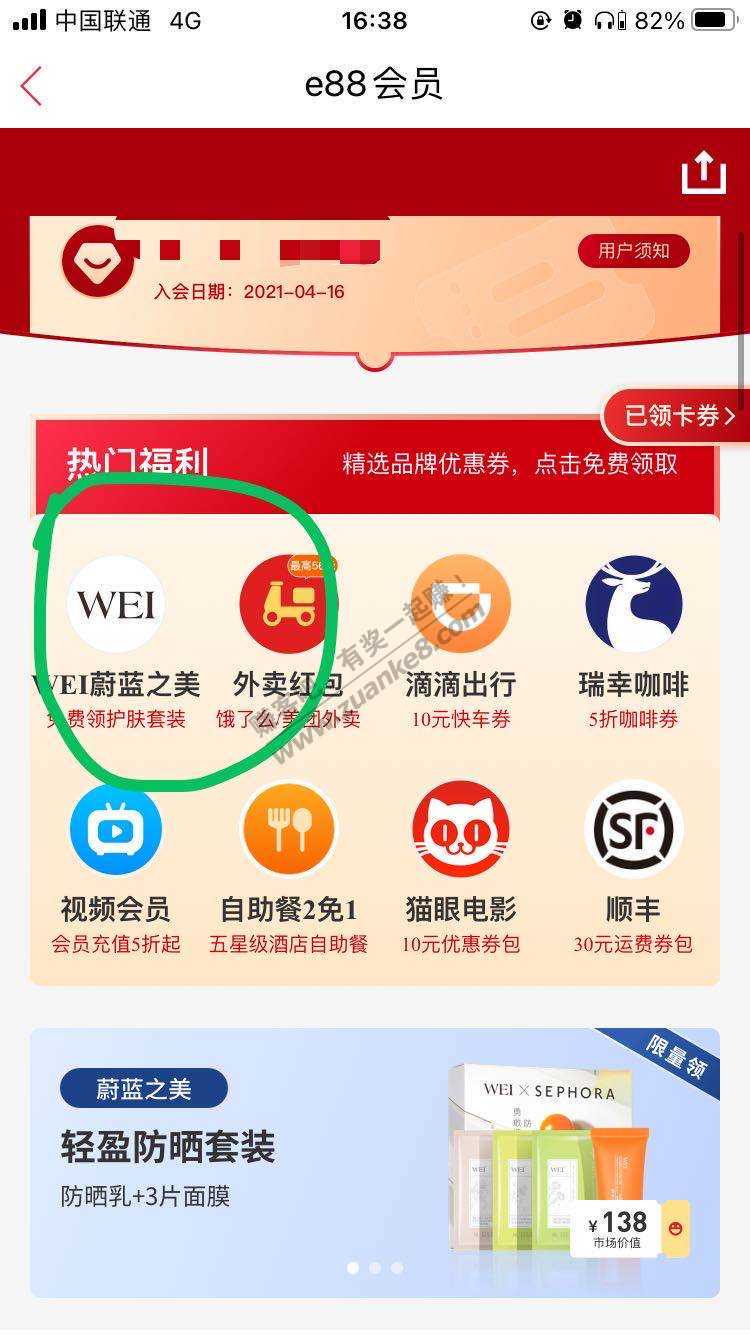 中国联通 4G 16:38 82%
e88会员
用户须知
入会日期：2021-04-16
已领卡券
热门福利 精选品牌优惠券，点击免费领取
WEI
WEI蔚蓝之美 外卖红包 滴滴出行 瑞幸咖啡
免费领护肤套装 饿了么/美团外卖 10元快车券 5折咖啡券
赚客吧，有奖一起赚！
www.zuanke8.com
SF
视频会员 自助餐2免1 猫眼电影 顺丰
会员充值5折起 五星级酒店自助餐 10元优惠券包 30元运费券包
限量领
蔚蓝之美
轻盈防晒套装
防晒乳+3片面膜
WEI×SEPHORA
WEI WEI WEI WEI
¥138
市场价值